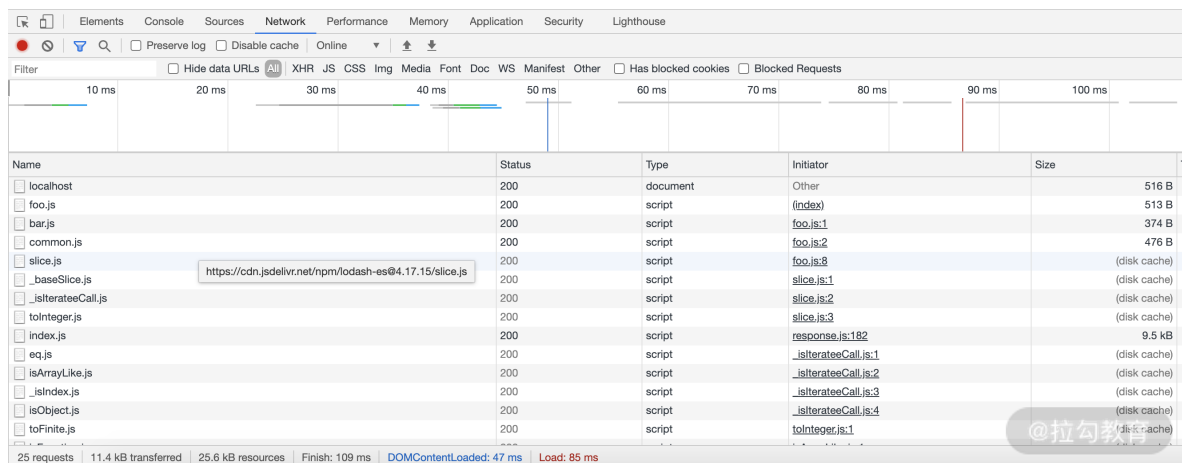 Elements Console Sources Network Performance Memory Application Security Lighthouse
Preserve log Disable cache Online
Filter Hide data URLs All XHR JS CSS Img Media Font Doc WS Manifest Other Has blocked cookies Blocked Requests
10 ms 20 ms 30 ms 40 ms 50 ms 60 ms 70 ms 80 ms 90 ms 100 ms
Name Status Type Initiator Size
localhost 200 document Other 516 B
foo.js 200 script (index) 513 B
bar.js 200 script foo.js:1 374 B
common.js 200 script foo.js:2 476 B
slice.js 200 script foo.js:8 (disk cache)
https://cdn.jsdelivr.net/npm/lodash-es@4.17.15/slice.js
_baseSlice.js 200 script slice.js:1 (disk cache)
_isIterateeCall.js 200 script slice.js:2 (disk cache)
toInteger.js 200 script slice.js:3 (disk cache)
index.js 200 script response.js:182 9.5 kB
eq.js 200 script _isIterateeCall.js:1 (disk cache)
isArrayLike.js 200 script _isIterateeCall.js:2 (disk cache)
_isIndex.js 200 script _isIterateeCall.js:3 (disk cache)
isObject.js 200 script _isIterateeCall.js:4 (disk cache)
toFinite.js 200 script toInteger.js:1 (disk cache)
@拉勾教育
25 requests 11.4 kB transferred 25.6 kB resources Finish: 109 ms DOMContentLoaded: 47 ms Load: 85 ms